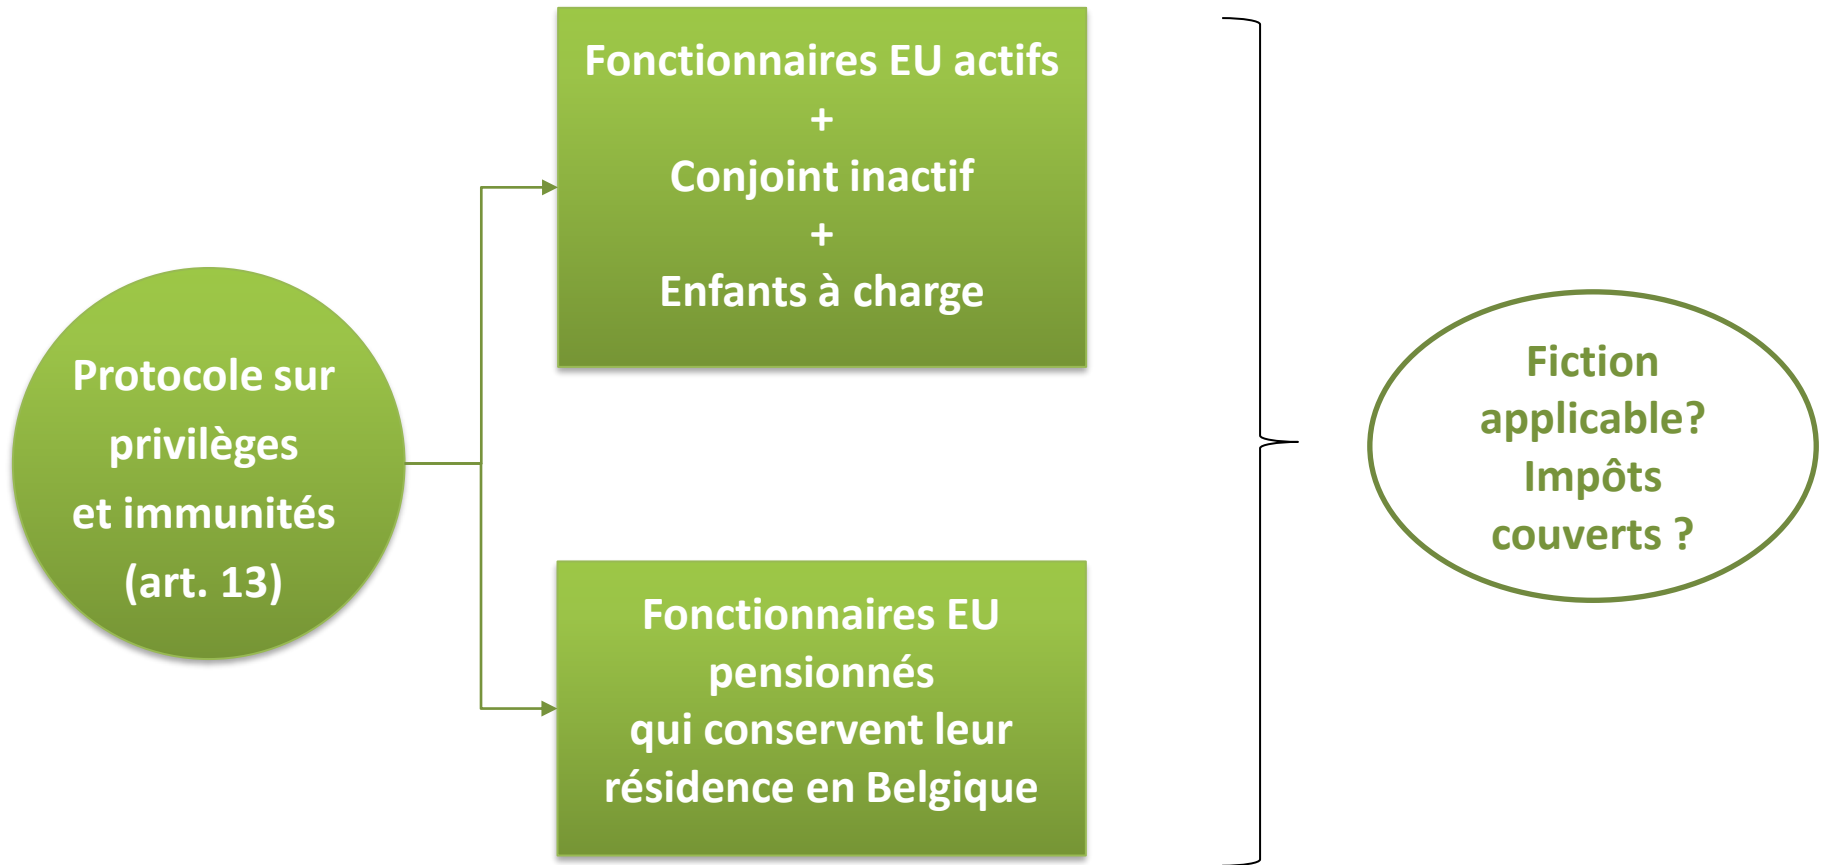 Protocole sur
privilèges
et immunités
(art. 13)
Fonctionnaires EU actifs
+
Conjoint inactif
+
Enfants à charge
Fonctionnaires EU
pensionnés
qui conservent leur
résidence en Belgique
Fiction
applicable?
Impôts
couverts ?